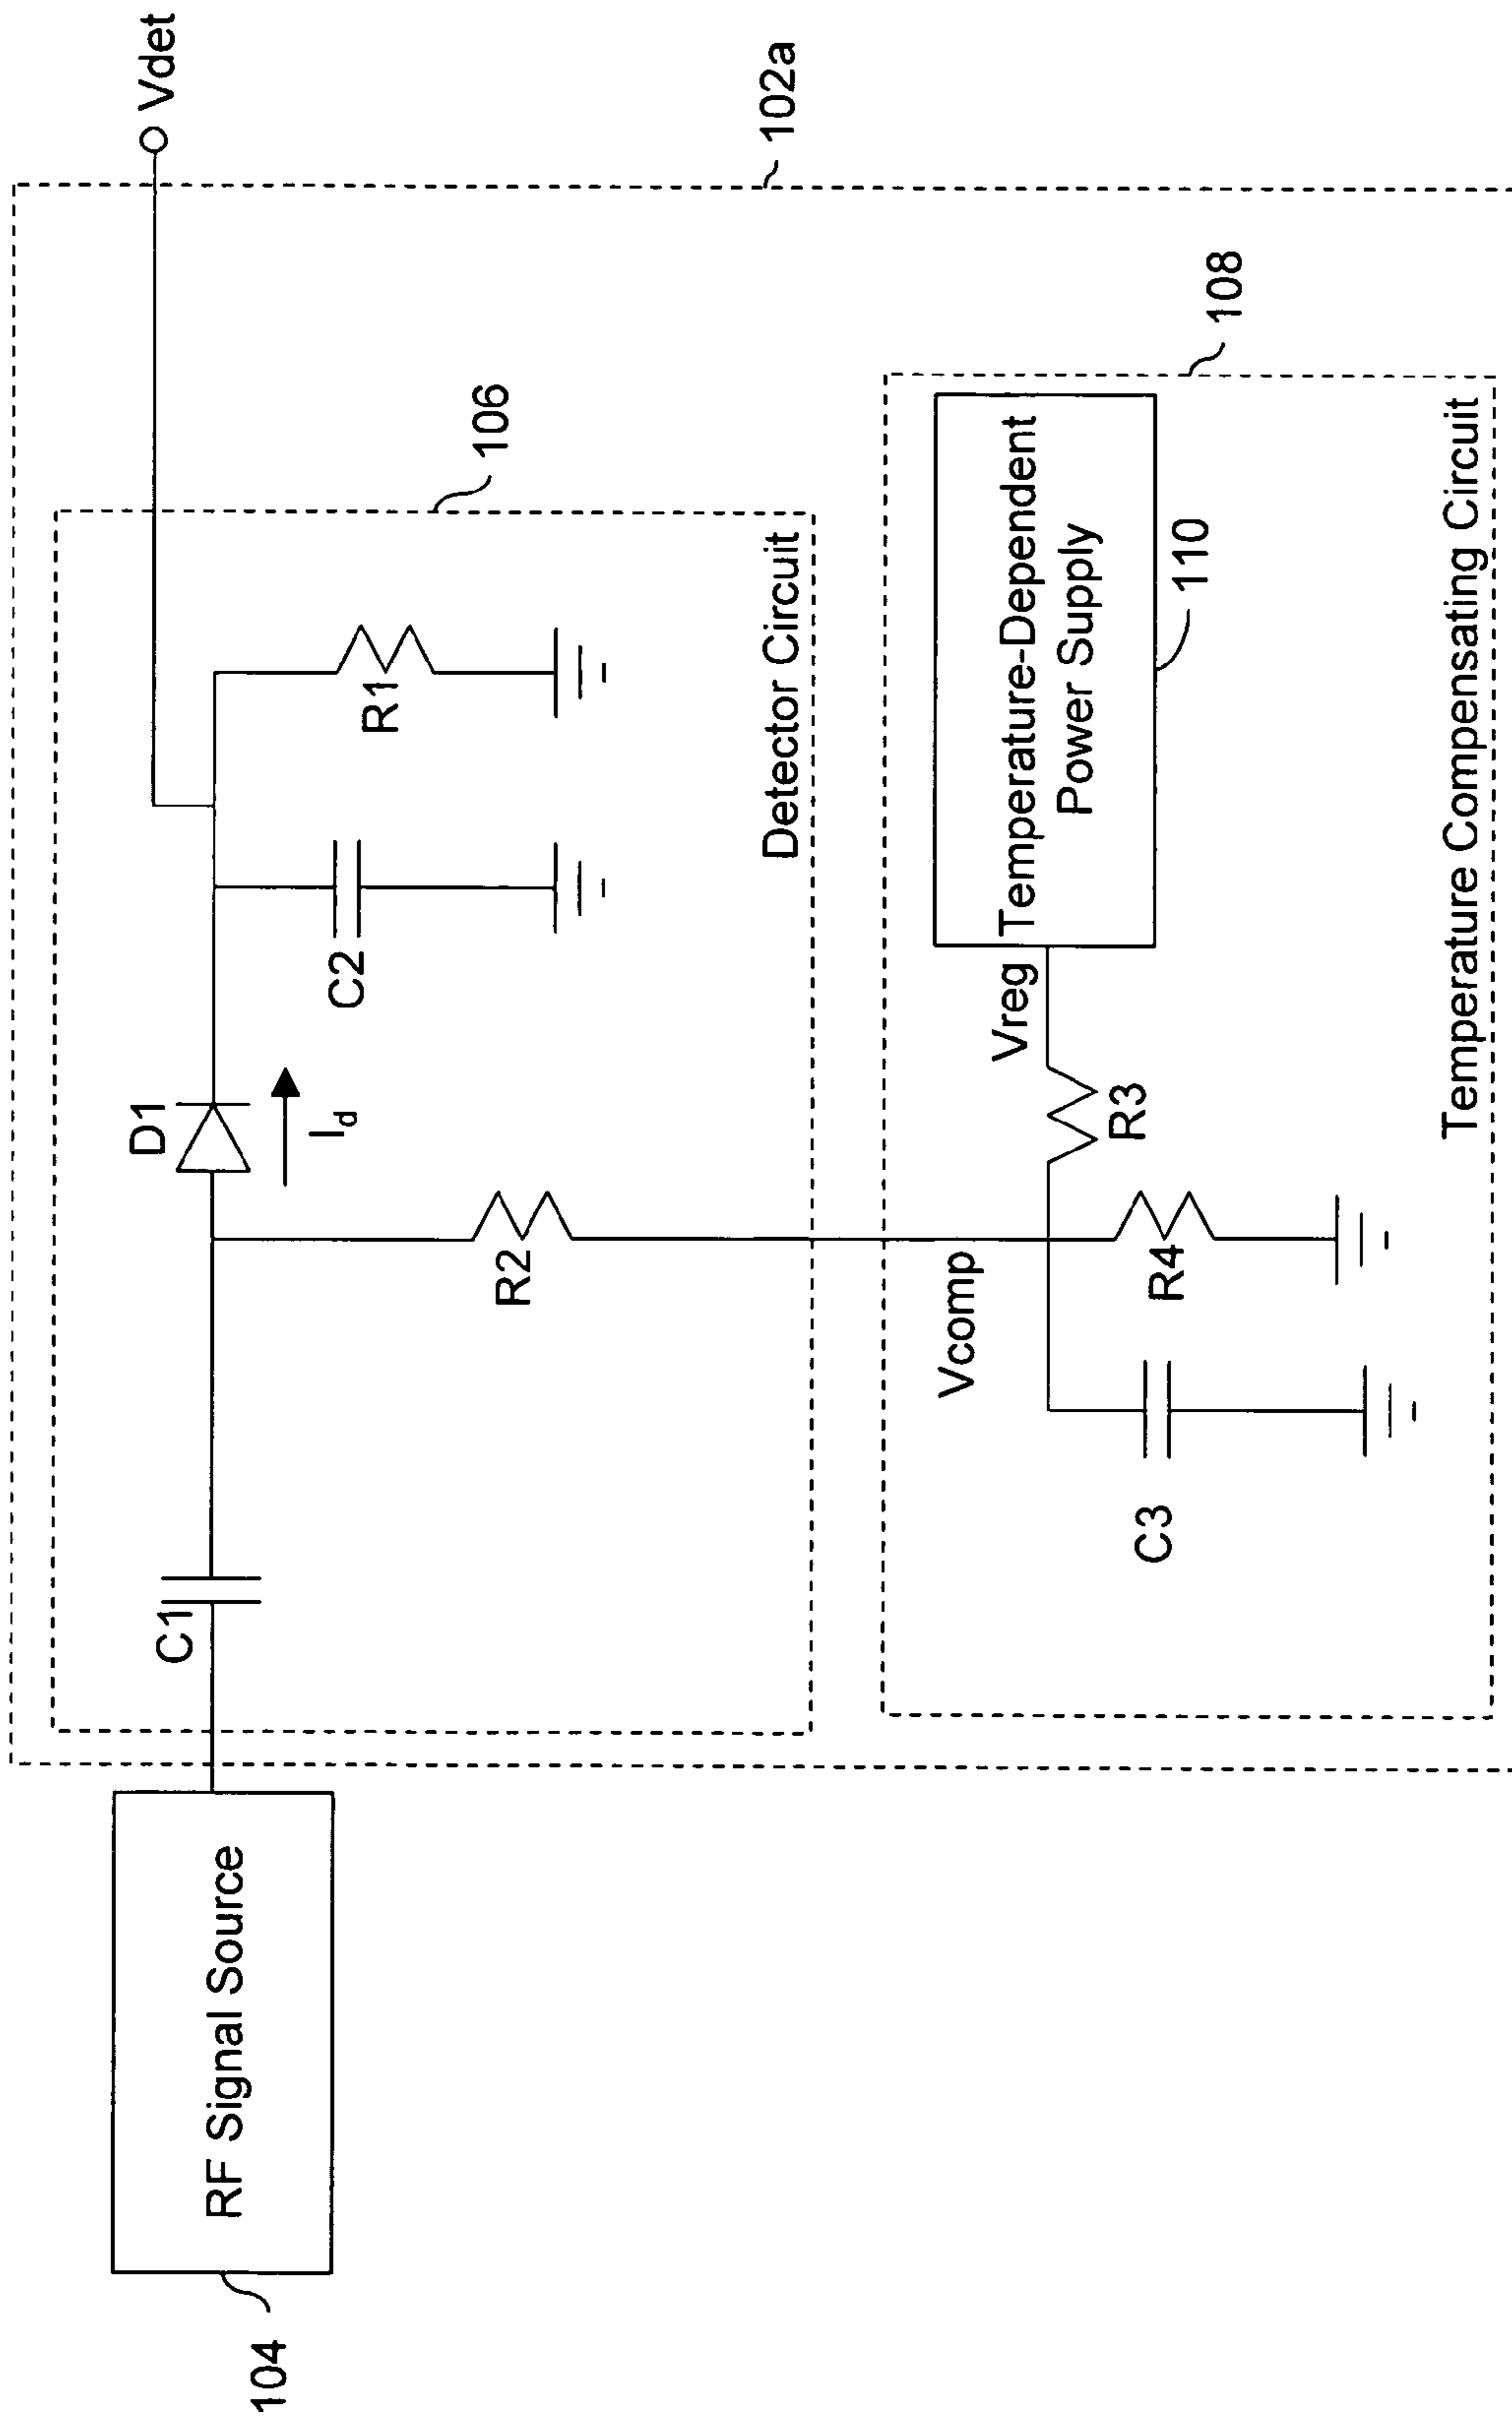 104
RF Signal Source
C1
D1
I_d
C2
R1
R2
Vdet
102a
106
Detector Circuit
Vcomp
C3
R4
R3
Vreg
Temperature-Dependent
Power Supply
110
108
Temperature Compensating Circuit